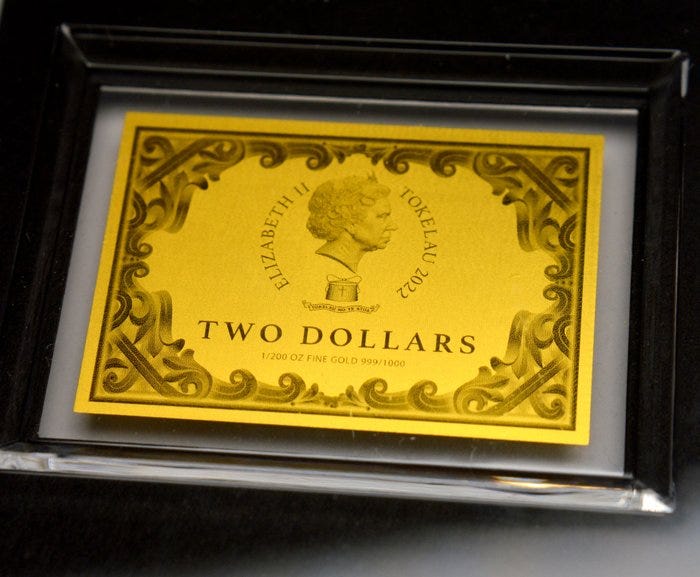 ELIZABETH II TOKELAU 2022
TOKELAU MO TE ATUA
TWO DOLLARS
1/200 OZ FINE GOLD 999/1000